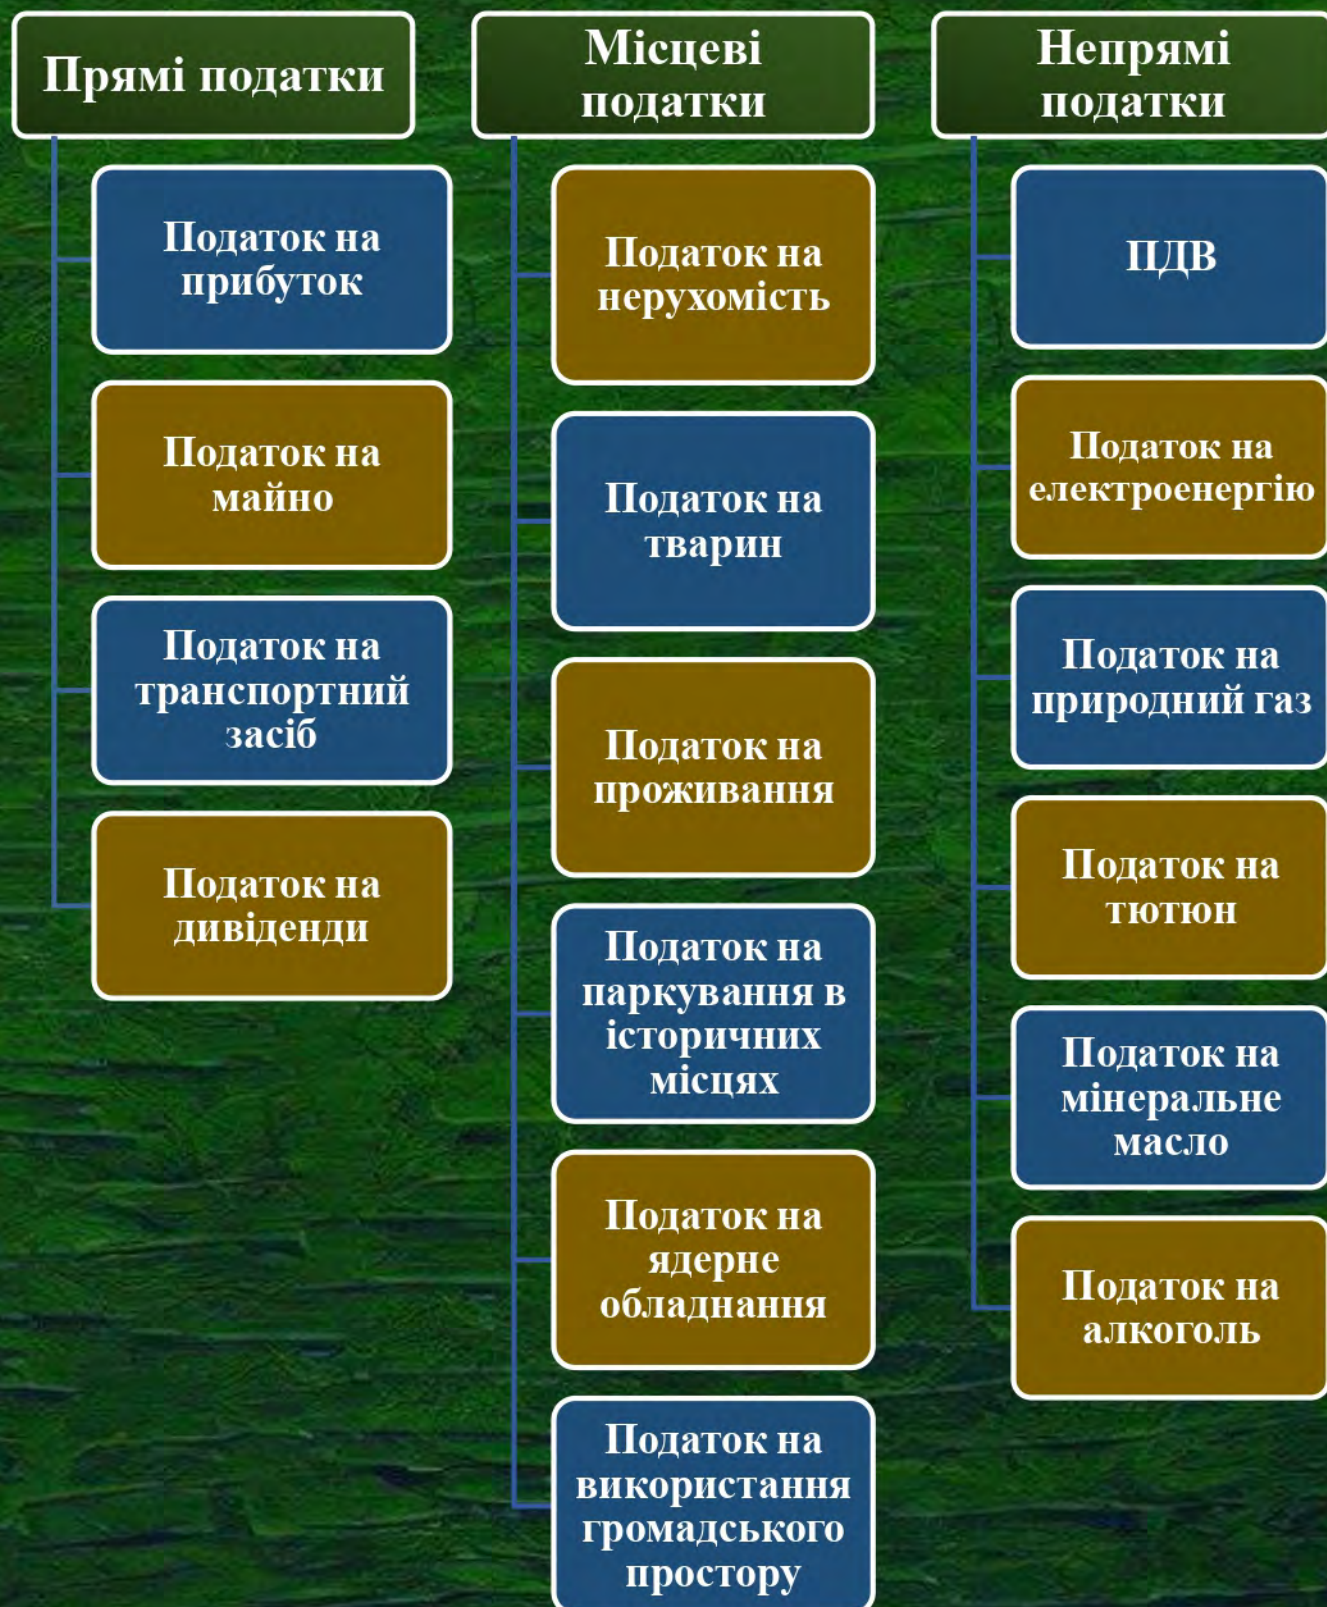 Прямі податки
Податок на
прибуток
Податок на
майно
Податок на
транспортний
засіб
Податок на
дивіденди
Місцеві
податки
Податок на
нерухомість
Податок на
тварин
Податок на
проживання
Податок на
паркування в
історичних
місцях
Податок на
ядерне
обладнання
Податок на
використання
громадського
простору
Непрямі
податки
ПДВ
Податок на
електроенергію
Податок на
природний газ
Податок на
тютюн
Податок на
мінеральне
масло
Податок на
алкоголь